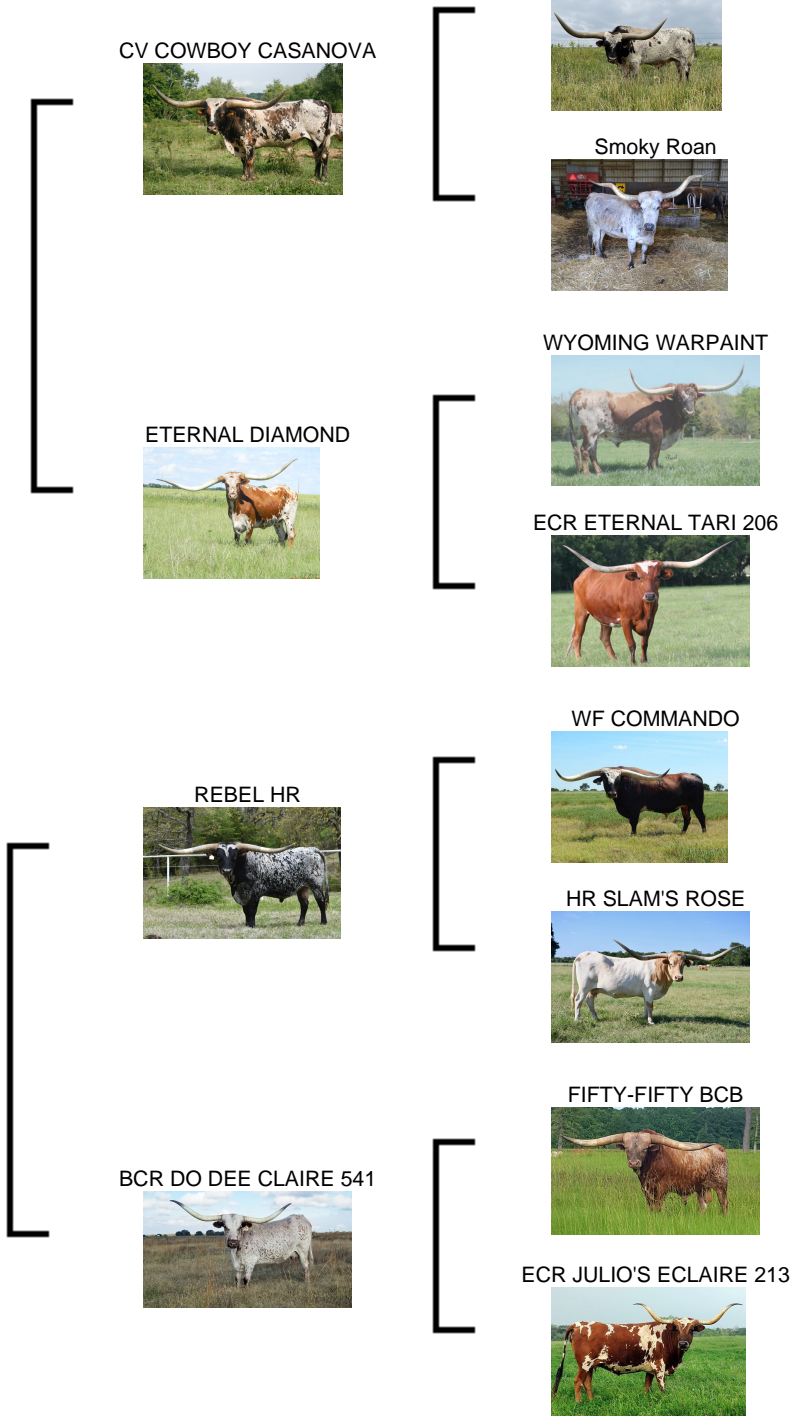 CV COWBOY CASANOVA
Smoky Roan
WYOMING WARPAINT
ETERNAL DIAMOND
ECR ETERNAL TARI 206
WF COMMANDO
REBEL HR
HR SLAM'S ROSE
FIFTY-FIFTY BCB
BCR DO DEE CLAIRE 541
ECR JULIO'S ECLAIRE 213